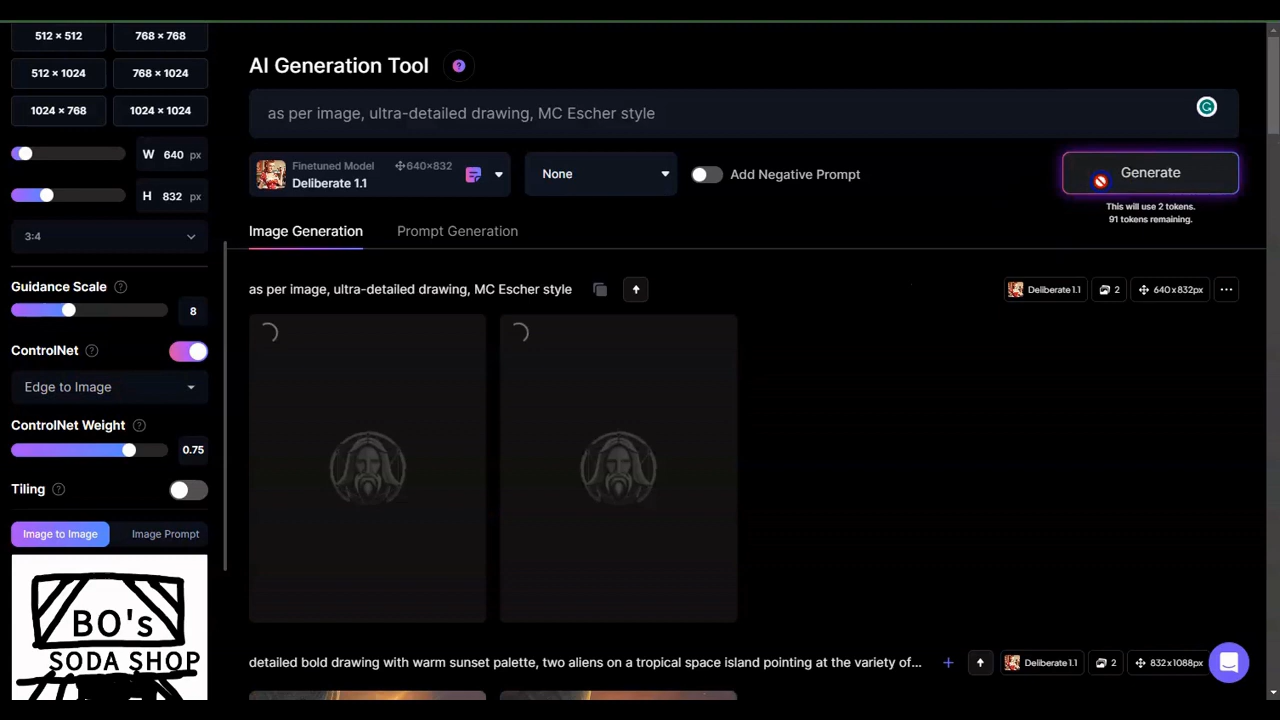 512 × 512
768 × 768
512 × 1024
768 × 1024
1024 × 768
1024 × 1024
W 640 px
H 832 px
3:4
Guidance Scale ?
8
ControlNet ?
Edge to Image
ControlNet Weight ?
0.75
Tiling ?
Image to Image
Image Prompt
BO's
SODA SHOP
AI Generation Tool ?
as per image, ultra-detailed drawing, MC Escher style
Finetuned Model
640×832
Deliberate 1.1
None
Add Negative Prompt
Generate
This will use 2 tokens.
91 tokens remaining.
Image Generation
Prompt Generation
as per image, ultra-detailed drawing, MC Escher style
Deliberate 1.1
2
640x832px
detailed bold drawing with warm sunset palette, two aliens on a tropical space island pointing at the variety of...
Deliberate 1.1
2
832x1088px